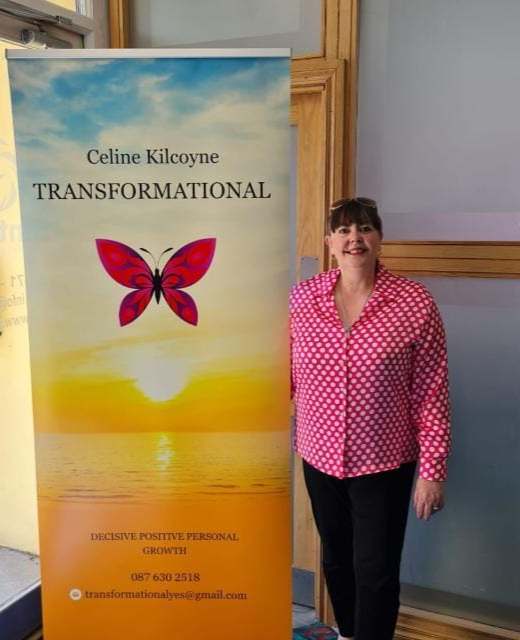 Celine Kilcoyne
TRANSFORMATIONAL
DECISIVE POSITIVE PERSONAL
GROWTH
087 630 2518
transformationalyes@gmail.com